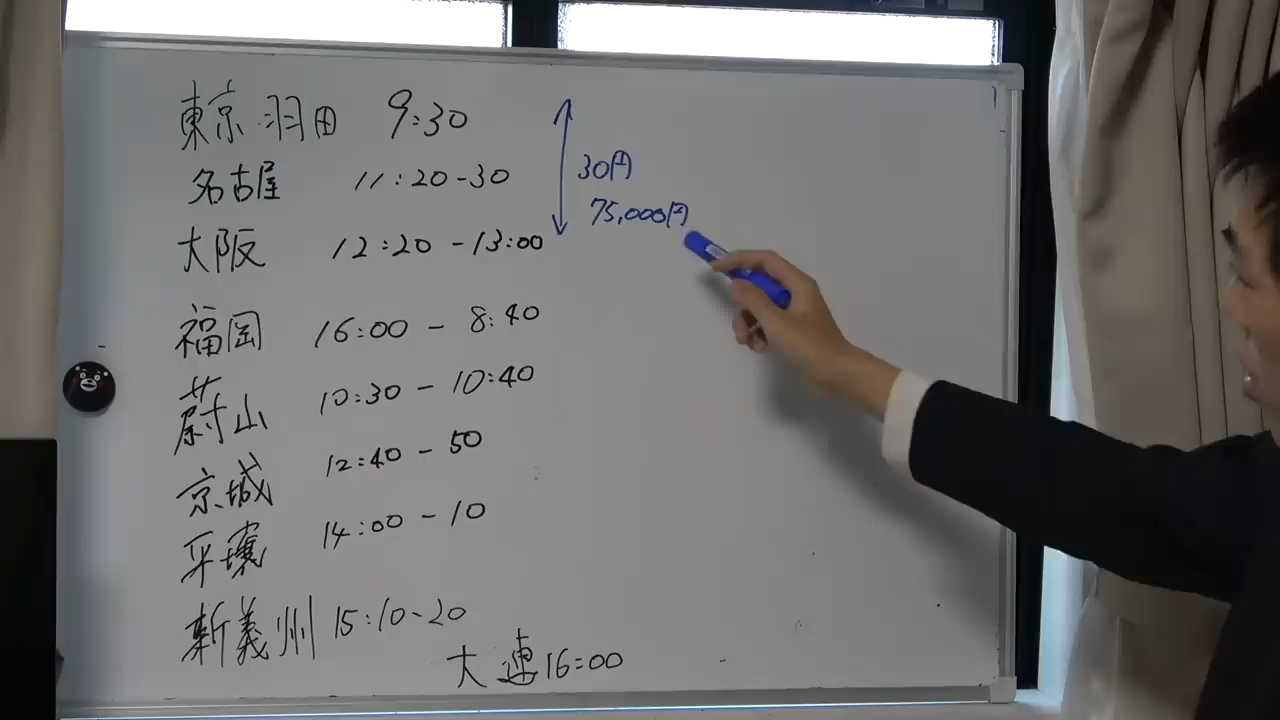 東京 羽田 9:30
名古屋 11:20-30
大阪 12:20-13:00
福岡 16:00-8:40
蔚山 10:30-10:40
京城 12:40-50
平壌 14:00-10
新義州 15:10-20
大連 16:00
30円
75,000円